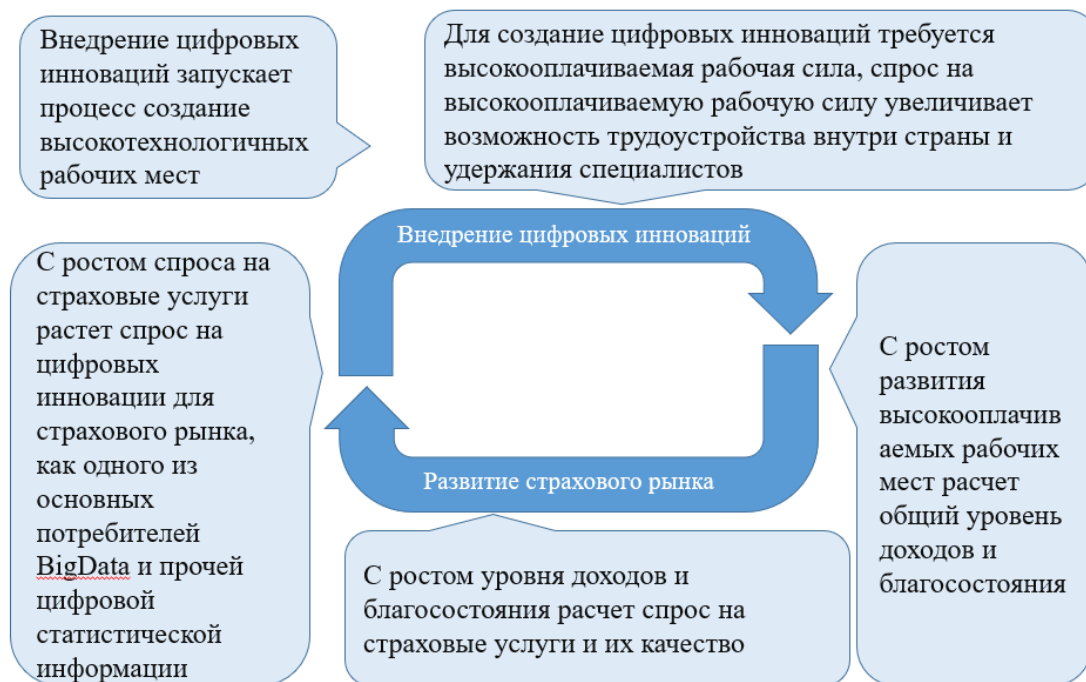 Внедрение цифровых
инноваций запускает
процесс создание
высокотехнологичных
рабочих мест
Для создание цифровых инноваций требуется
высокооплачиваемая рабочая сила, спрос на
высокооплачиваемую рабочую силу увеличивает
возможность трудоустройства внутри страны и
удержания специалистов
Внедрение цифровых инноваций
С ростом спроса на
страховые услуги
растет спрос на
цифровых
инновации для
страхового рынка,
как одного из
основных
потребителей
BigData и прочей
цифровой
статистической
информации
С ростом
развития
высокооплачив
аемых рабочих
мест расчет
общий уровень
доходов и
благосостояния
Развитие страхового рынка
С ростом уровня доходов и
благосостояния расчет спрос на
страховые услуги и их качество